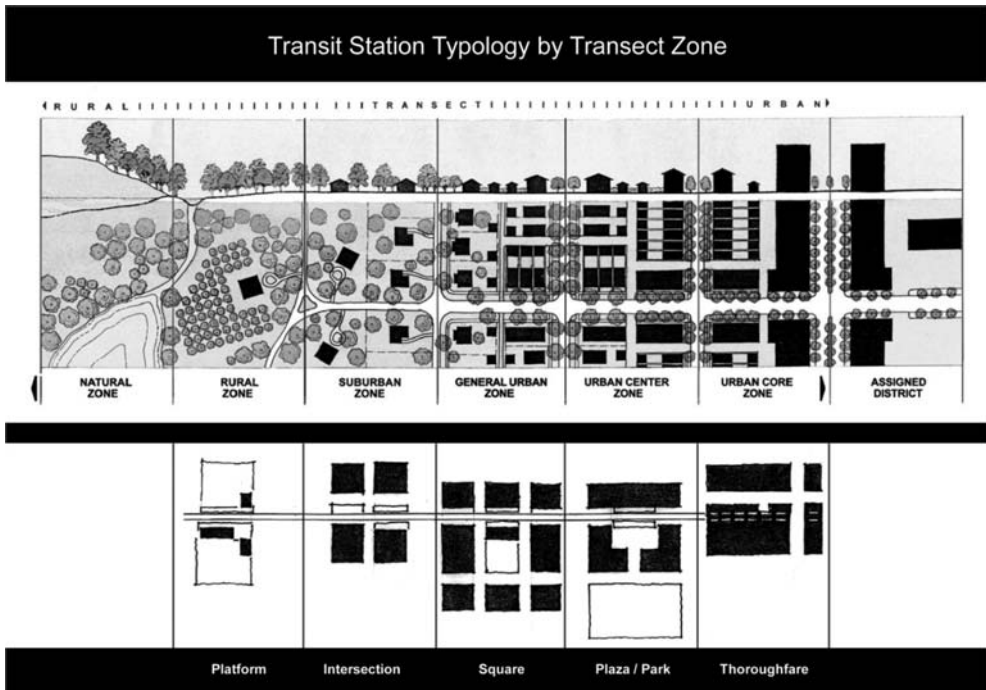 Transit Station Typology by Transect Zone
RURAL TRANSECT URBAN
NATURAL ZONE
RURAL ZONE
SUBURBAN ZONE
GENERAL URBAN ZONE
URBAN CENTER ZONE
URBAN CORE ZONE
ASSIGNED DISTRICT
Platform
Intersection
Square
Plaza / Park
Thoroughfare